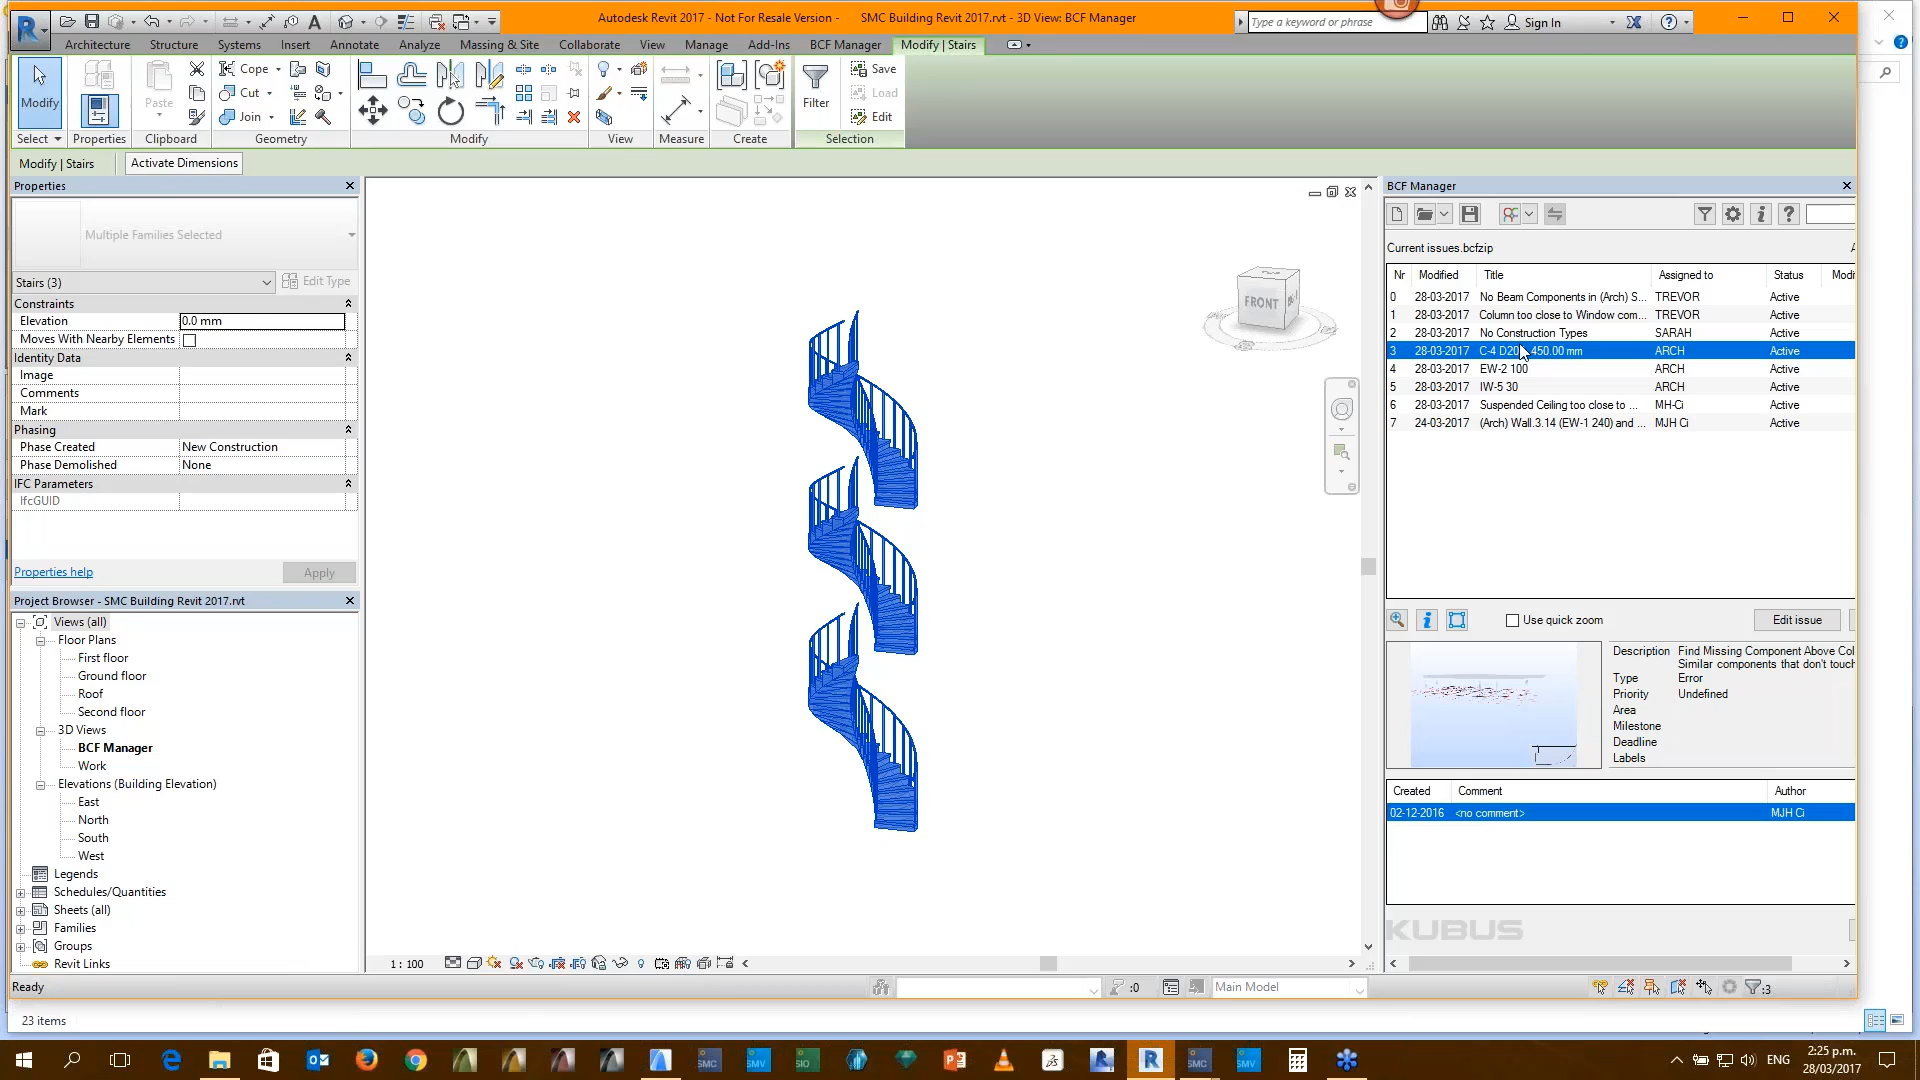 Autodesk Revit 2017 - Not For Resale Version - SMC Building Revit 2017.rvt - 3D View: BCF Manager
Type a keyword or phrase
Sign In
Architecture Structure Systems Insert Annotate Analyze Massing & Site Collaborate View Manage Add-Ins BCF Manager Modify | Stairs
Modify
Paste
Cope
Cut
Join
Filter
Save
Load
Edit
Select Properties Clipboard Geometry Modify View Measure Create Selection
Modify | Stairs
Activate Dimensions
Properties
Multiple Families Selected
Stairs (3)
Edit Type
Constraints
Elevation 0.0 mm
Moves With Nearby Elements
Identity Data
Image
Comments
Mark
Phasing
Phase Created New Construction
Phase Demolished None
IFC Parameters
IfcGUID
Properties help
Apply
Project Browser - SMC Building Revit 2017.rvt
Views (all)
Floor Plans
First floor
Ground floor
Roof
Second floor
3D Views
BCF Manager
Work
Elevations (Building Elevation)
East
North
South
West
Legends
Schedules/Quantities
Sheets (all)
Families
Groups
Revit Links
FRONT
1 : 100
BCF Manager
Current issues.bcfzip
Nr Modified Title Assigned to Status Modi
0 28-03-2017 No Beam Components in (Arch) S... TREVOR Active
1 28-03-2017 Column too close to Window com... TREVOR Active
2 28-03-2017 No Construction Types SARAH Active
3 28-03-2017 C-4 D20 450.00 mm ARCH Active
4 28-03-2017 EW-2 100 ARCH Active
5 28-03-2017 IW-5 30 ARCH Active
6 28-03-2017 Suspended Ceiling too close to ... MH-Ci Active
7 24-03-2017 (Arch) Wall.3.14 (EW-1 240) and ... MJH Ci Active
Use quick zoom
Edit issue
Description Find Missing Component Above Col
Similar components that don't touch
Type Error
Priority Undefined
Area
Milestone
Deadline
Labels
Created Comment Author
02-12-2016 <no comment> MJH Ci
KUBUS
Ready
:0
Main Model
:3
23 items
SMC
SMV
SIO
SMC
SMV
ENG
2:25 p.m.
28/03/2017